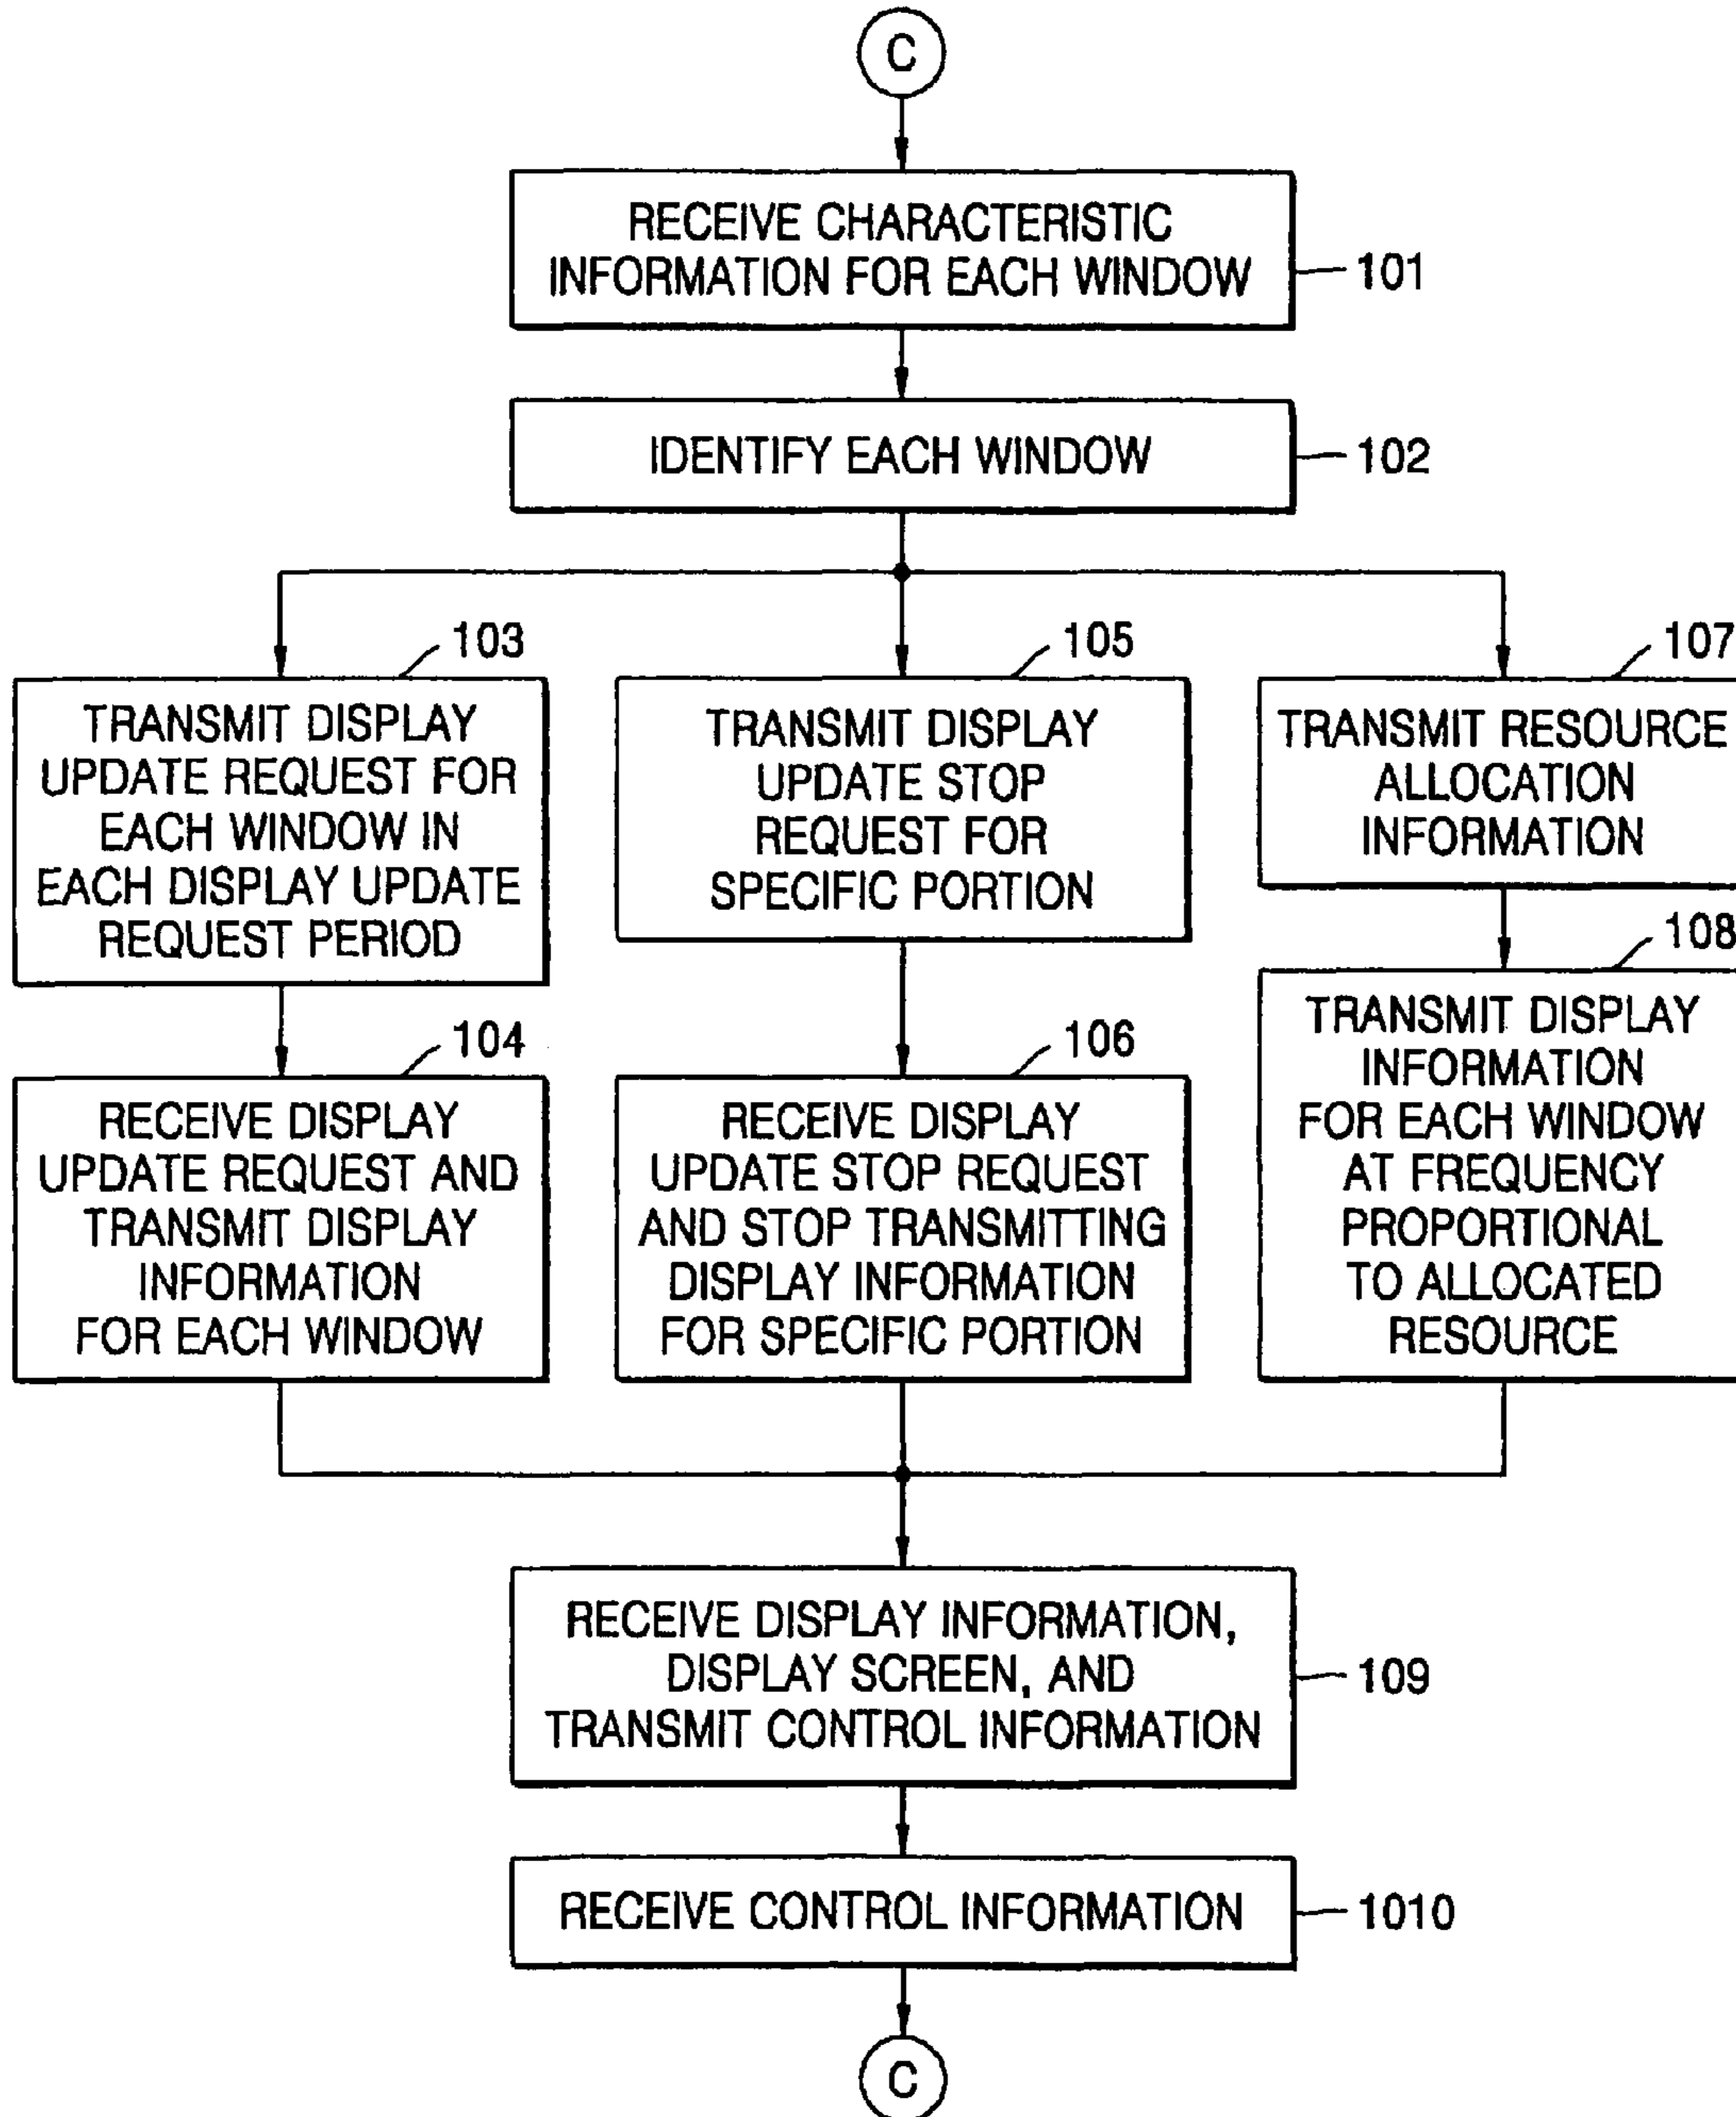 C
RECEIVE CHARACTERISTIC
INFORMATION FOR EACH WINDOW
101
IDENTIFY EACH WINDOW
102
103
TRANSMIT DISPLAY
UPDATE REQUEST FOR
EACH WINDOW IN
EACH DISPLAY UPDATE
REQUEST PERIOD
105
TRANSMIT DISPLAY
UPDATE STOP
REQUEST FOR
SPECIFIC PORTION
107
TRANSMIT RESOURCE
ALLOCATION
INFORMATION
104
RECEIVE DISPLAY
UPDATE REQUEST AND
TRANSMIT DISPLAY
INFORMATION
FOR EACH WINDOW
106
RECEIVE DISPLAY
UPDATE STOP REQUEST
AND STOP TRANSMITTING
DISPLAY INFORMATION
FOR SPECIFIC PORTION
108
TRANSMIT DISPLAY
INFORMATION
FOR EACH WINDOW
AT FREQUENCY
PROPORTIONAL
TO ALLOCATED
RESOURCE
RECEIVE DISPLAY INFORMATION,
DISPLAY SCREEN, AND
TRANSMIT CONTROL INFORMATION
109
RECEIVE CONTROL INFORMATION
1010
C